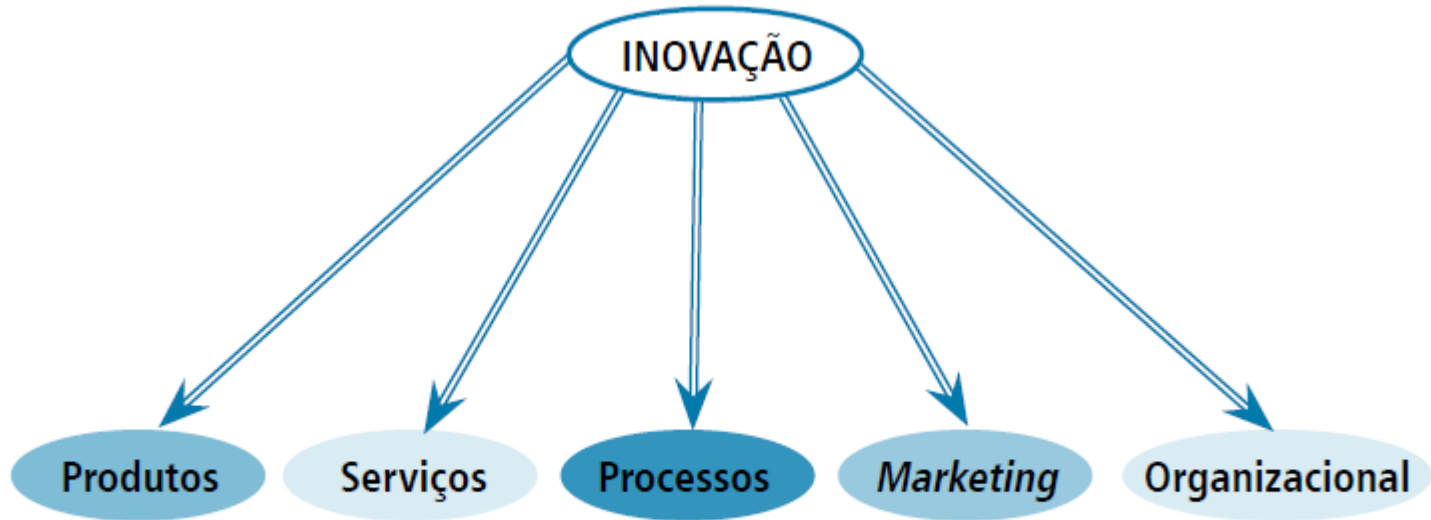 INOVAÇÃO
Produtos
Serviços
Processos
Marketing
Organizacional